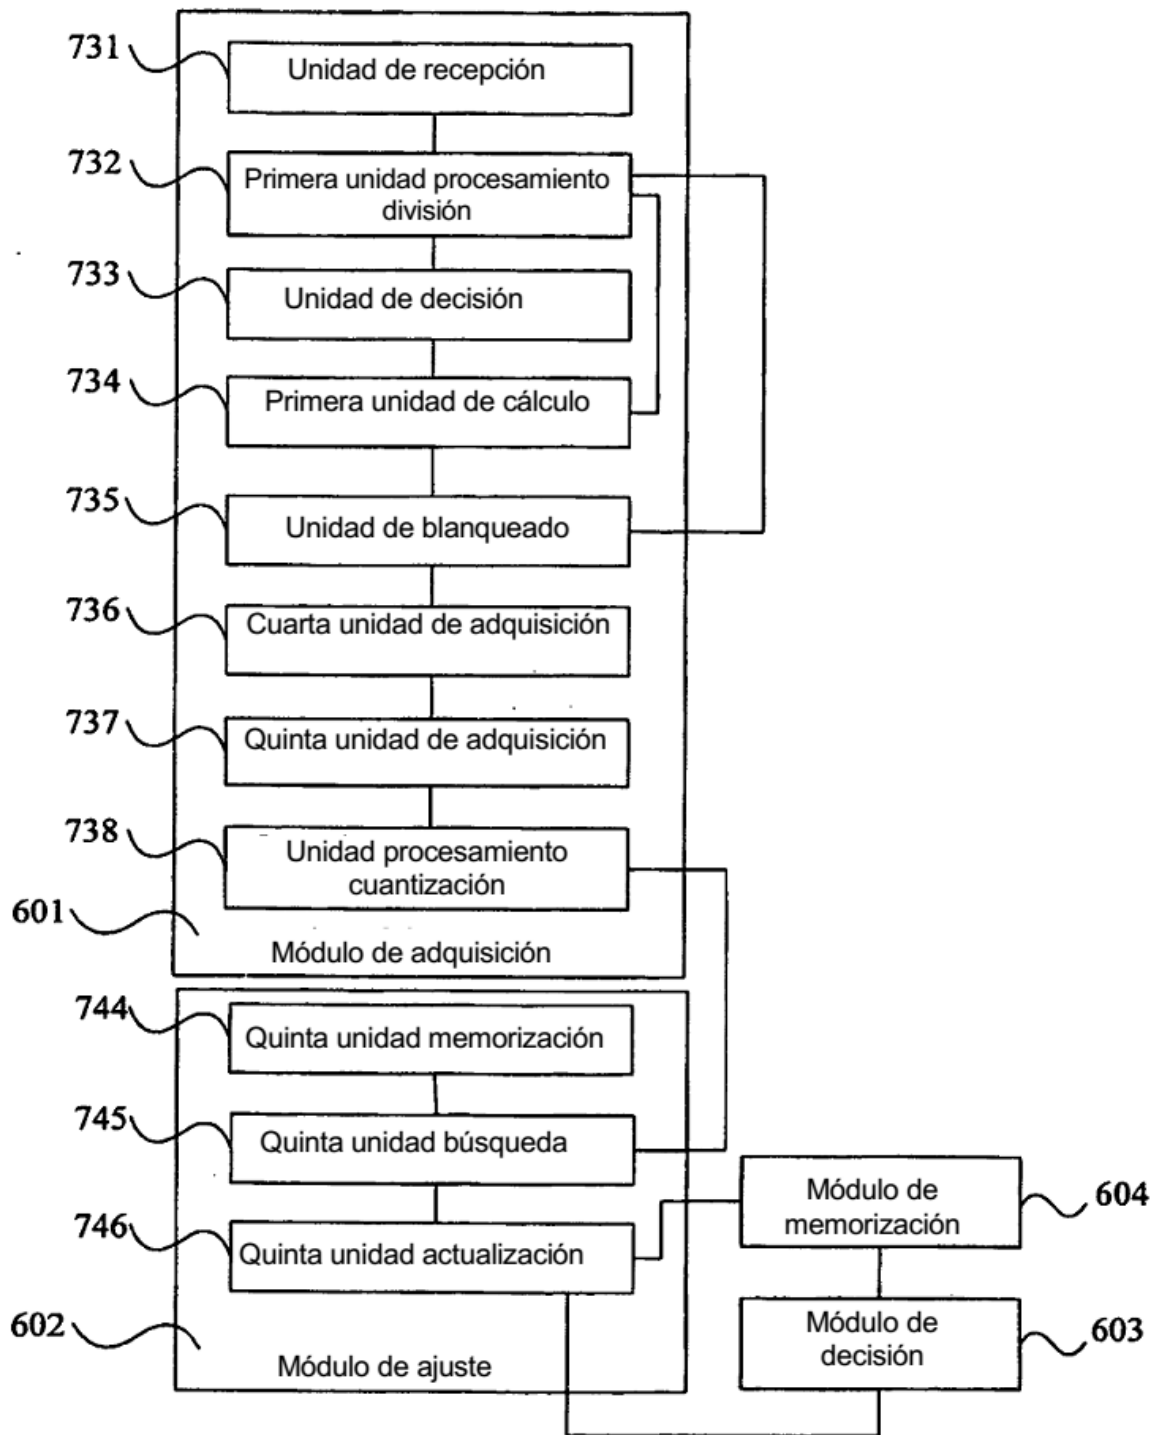 731
Unidad de recepción
732
Primera unidad procesamiento
división
733
Unidad de decisión
734
Primera unidad de cálculo
735
Unidad de blanqueado
736
Cuarta unidad de adquisición
737
Quinta unidad de adquisición
738
Unidad procesamiento
cuantización
601
Módulo de adquisición
744
Quinta unidad memorización
745
Quinta unidad búsqueda
746
Quinta unidad actualización
Módulo de
memorización
604
602
Módulo de ajuste
Módulo de
decisión
603